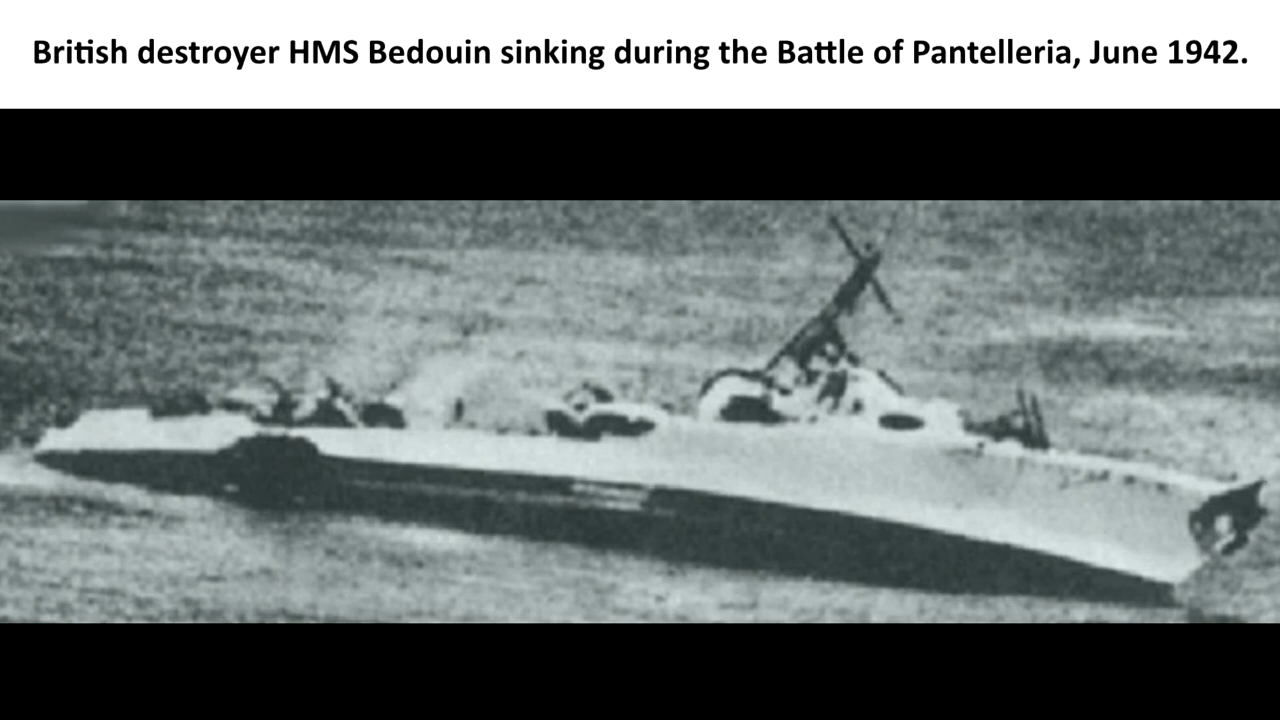 British destroyer HMS Bedouin sinking during the Battle of Pantelleria, June 1942.